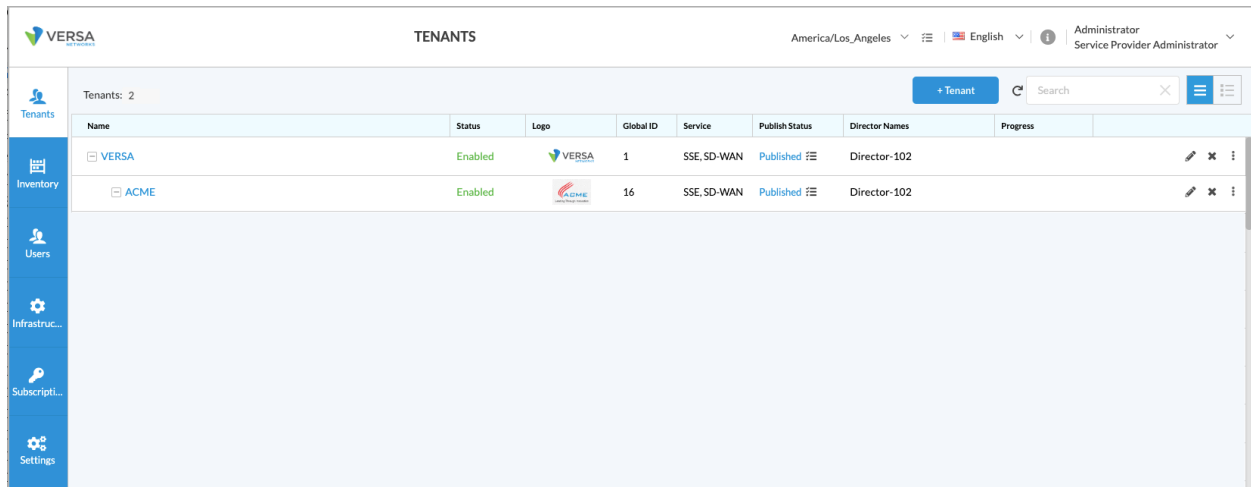 VERSA
NETWORKS
TENANTS
America/Los_Angeles
English
Administrator
Service Provider Administrator
Tenants
Inventory
Users
Infrastruc...
Subscripti...
Settings
Tenants: 2
+ Tenant
Search
Name Status Logo Global ID Service Publish Status Director Names Progress
VERSA Enabled VERSA 1 SSE, SD-WAN Published Director-102
ACME Enabled ACME 16 SSE, SD-WAN Published Director-102